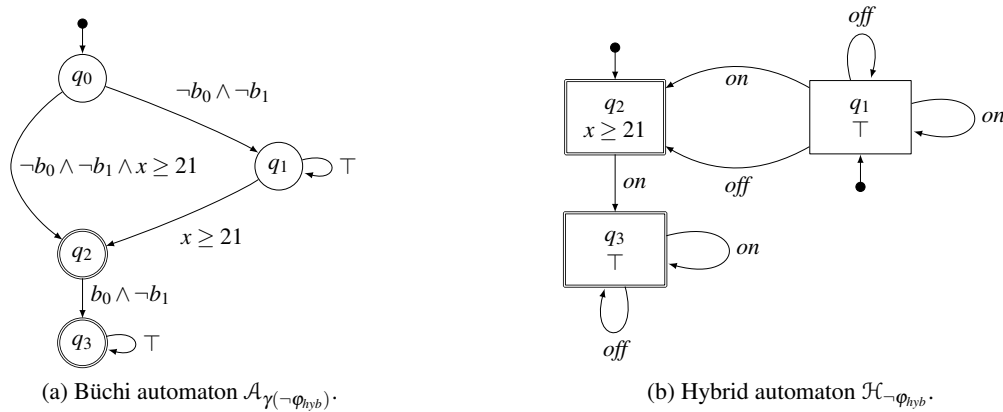 q0
¬b0 ∧ ¬b1
¬b0 ∧ ¬b1 ∧ x ≥ 21
q1
⊤
x ≥ 21
q2
b0 ∧ ¬b1
q3
⊤
(a) Büchi automaton 𝒜γ(¬φhyb).
off
on
q2
x ≥ 21
q1
⊤
on
off
on
q3
⊤
on
off
(b) Hybrid automaton ℋ¬φhyb.